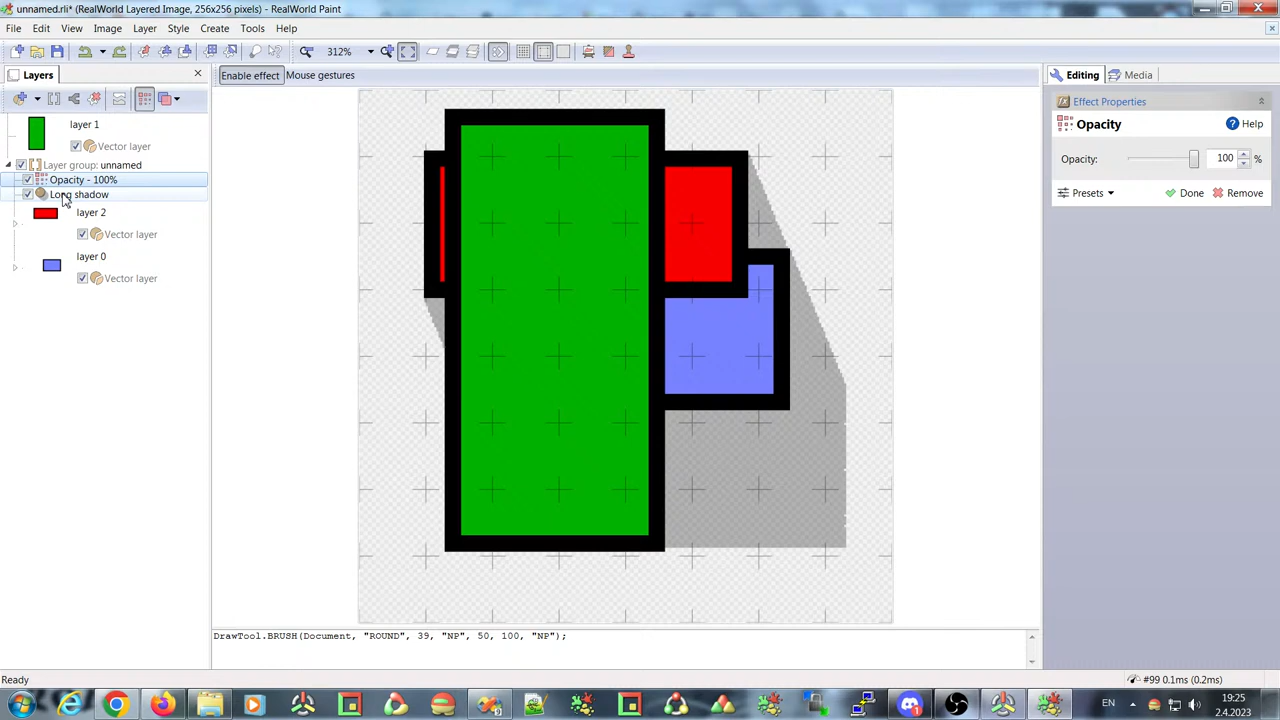 unnamed.rli* (RealWorld Layered Image, 256x256 pixels) - RealWorld Paint
File Edit View Image Layer Style Create Tools Help
312%
Layers
Enable effect Mouse gestures
Editing Media
layer 1
Vector layer
Layer group: unnamed
Opacity - 100%
Long shadow
layer 2
Vector layer
layer 0
Vector layer
Effect Properties
Opacity Help
Opacity: 100 %
Presets Done Remove
DrawTool.BRUSH(Document, "ROUND", 39, "NP", 50, 100, "NP");
Ready
#99 0.1ms (0.2ms)
EN
19:25
2.4.2023